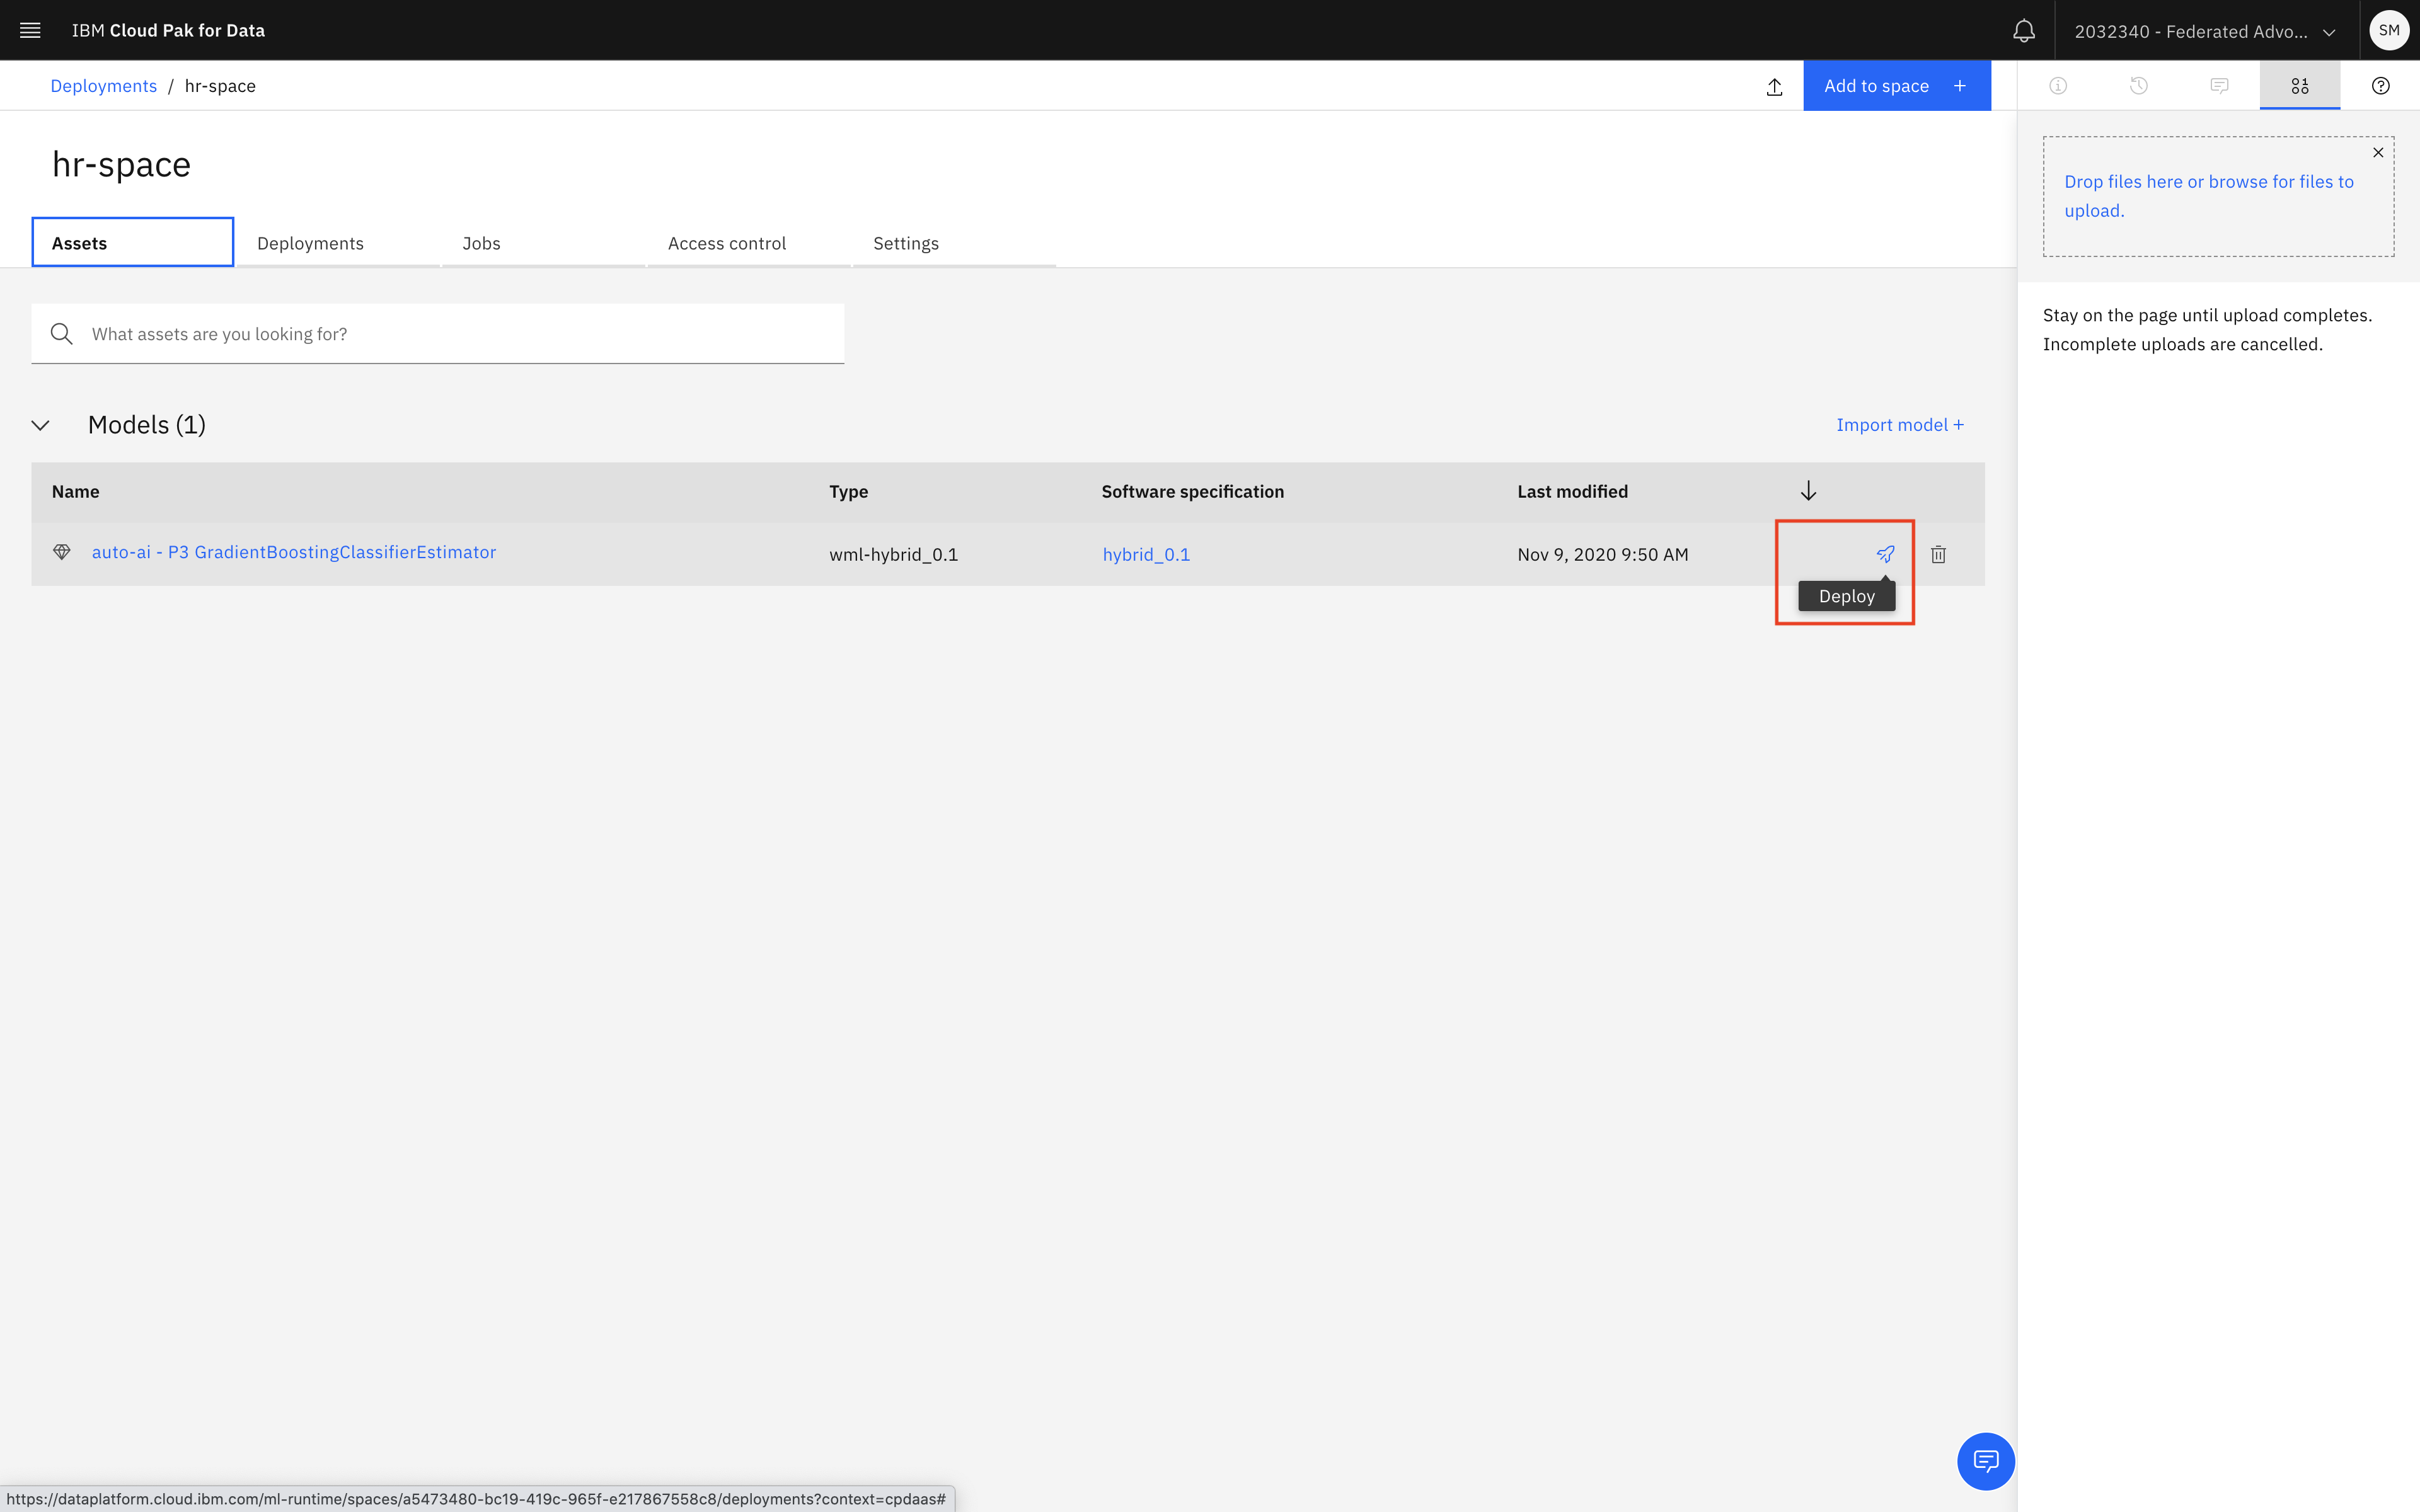 IBM Cloud Pak for Data
2032340 - Federated Advo...
SM
Deployments / hr-space
Add to space +
hr-space
Drop files here or browse for files to
upload.
Assets
Deployments
Jobs
Access control
Settings
Stay on the page until upload completes.
Incomplete uploads are cancelled.
What assets are you looking for?
Models (1)
Import model +
Name
Type
Software specification
Last modified
auto-ai - P3 GradientBoostingClassifierEstimator
wml-hybrid_0.1
hybrid_0.1
Nov 9, 2020 9:50 AM
Deploy
https://dataplatform.cloud.ibm.com/ml-runtime/spaces/a5473480-bc19-419c-965f-e217867558c8/deployments?context=cpdaas#